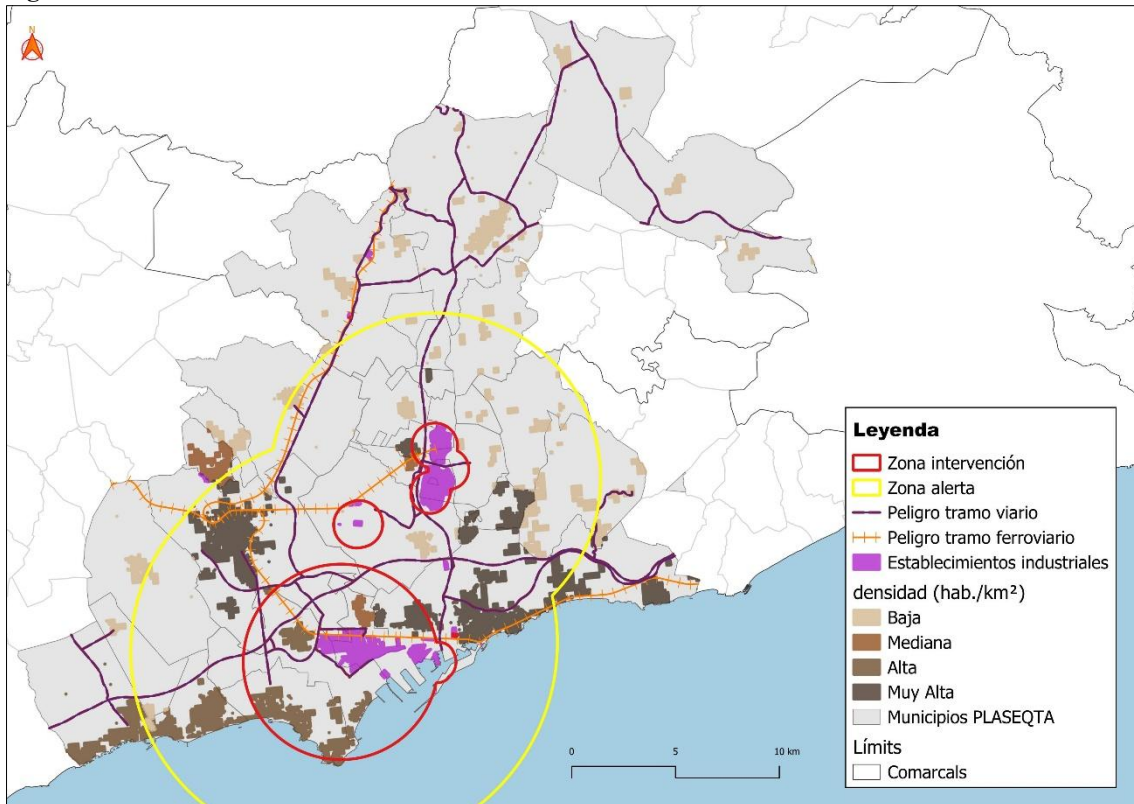 N
Leyenda
Zona intervención
Zona alerta
Peligro tramo viario
Peligro tramo ferroviario
Establecimientos industriales
densidad (hab./km²)
Baja
Mediana
Alta
Muy Alta
Municipios PLASEQTA
Límits
Comarcals
0 5 10 km